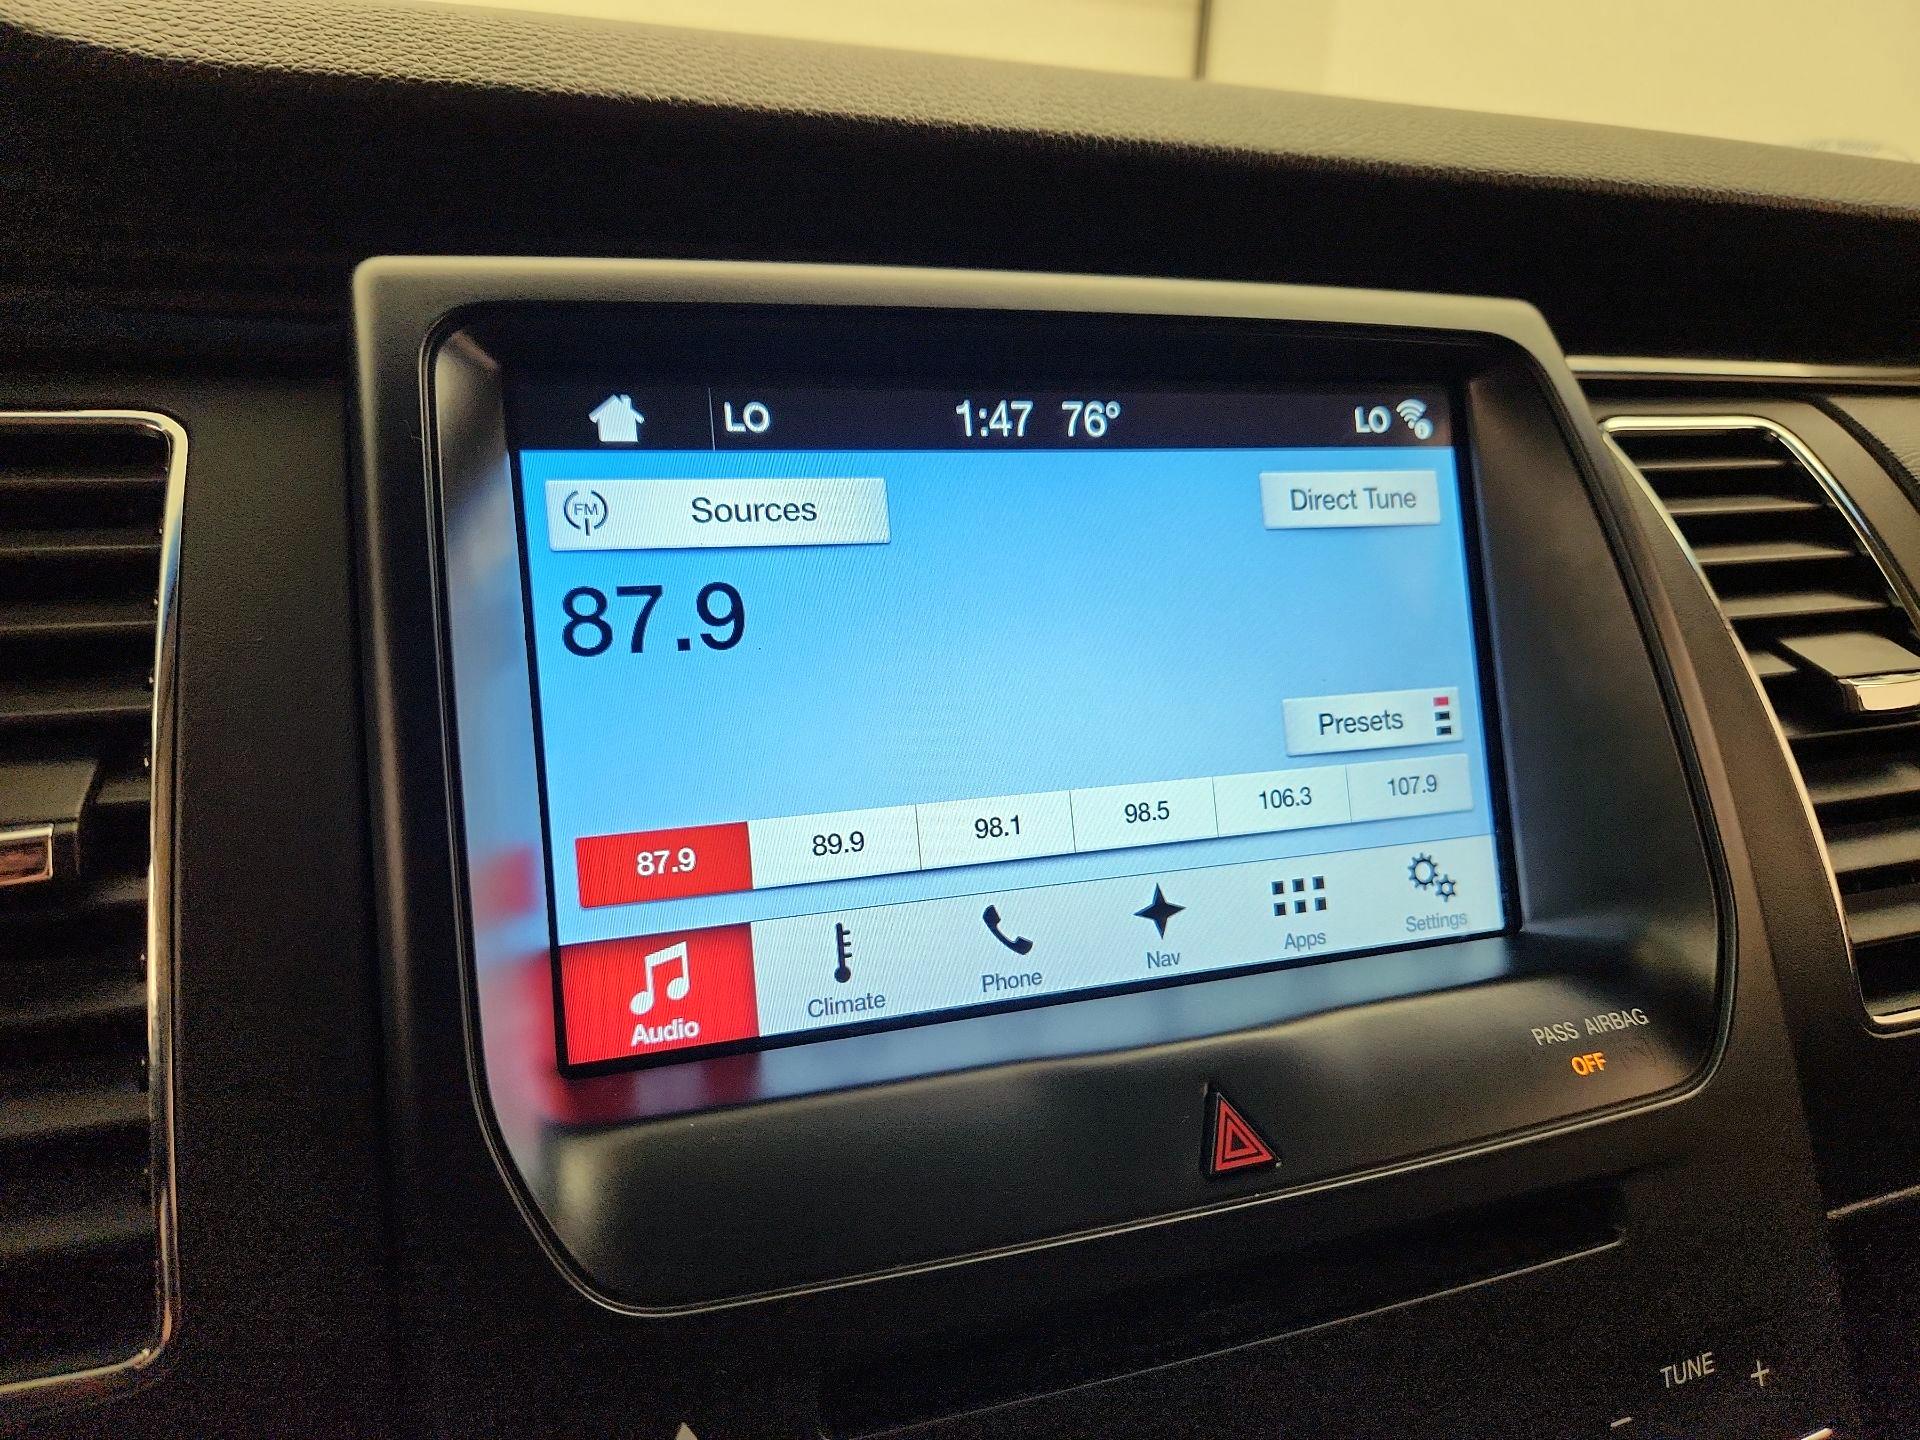 LO 1:47 76° LO
FM Sources Direct Tune
87.9
Presets
87.9 89.9 98.1 98.5 106.3 107.9
Audio Climate Phone Nav Apps Settings
PASS AIRBAG
OFF
TUNE +
-